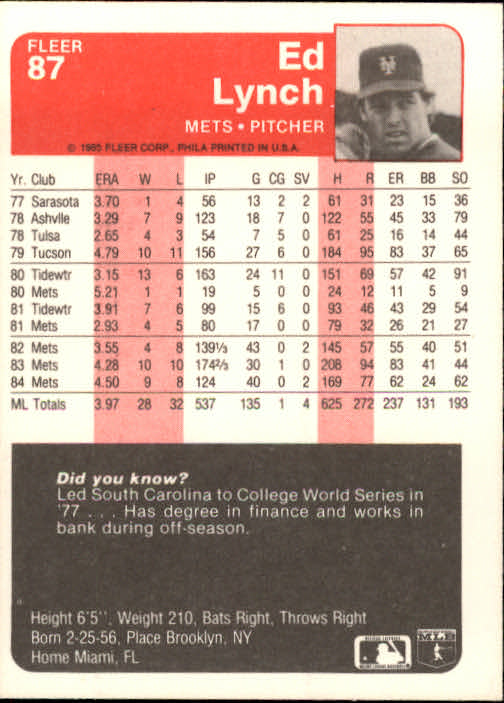 FLEER
87
Ed
Lynch
METS • PITCHER
© 1985 FLEER CORP., PHILA PRINTED IN U.S.A.
Yr. Club ERA W L IP G CG SV H R ER BB SO
77 Sarasota 3.70 1 4 56 13 2 2 61 31 23 15 36
78 Ashvlle 3.29 7 9 123 18 7 0 122 55 45 33 79
78 Tulsa 2.65 4 3 54 7 5 0 61 25 16 14 44
79 Tucson 4.79 10 11 156 27 6 0 184 95 83 37 65
80 Tidewtr 3.15 13 6 163 24 11 0 151 69 57 42 91
80 Mets 5.21 1 1 19 5 0 0 24 12 11 5 9
81 Tidewtr 3.91 7 6 99 15 6 0 93 46 43 29 54
81 Mets 2.93 4 5 80 17 0 0 79 32 26 21 27
82 Mets 3.55 4 8 139⅓ 43 0 2 145 57 55 40 51
83 Mets 4.28 10 10 174⅔ 30 1 0 208 94 83 41 44
84 Mets 4.50 9 8 124 40 0 2 169 77 62 24 62
ML Totals 3.97 28 32 537 135 1 4 625 272 237 131 193
Did you know?
Led South Carolina to College World Series in
'77 . . . Has degree in finance and works in
bank during off-season.
Height 6'5", Weight 210, Bats Right, Throws Right
Born 2-25-56, Place Brooklyn, NY
Home Miami, FL